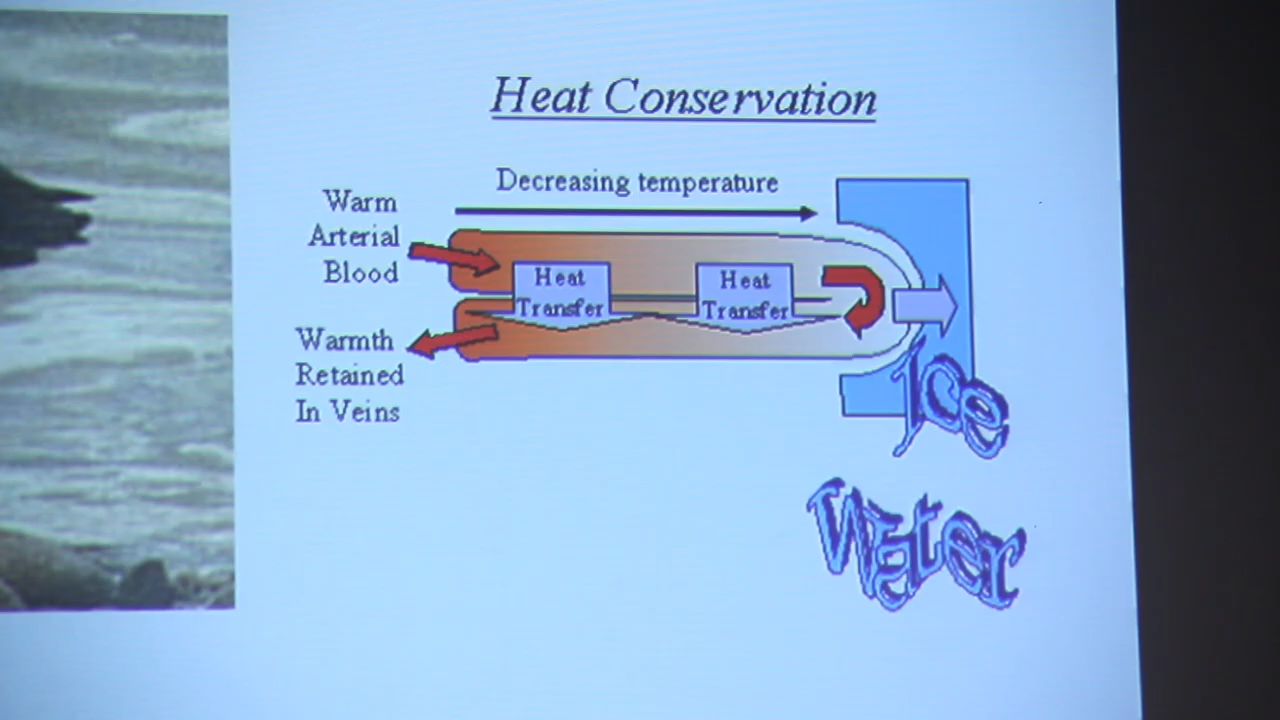 Heat Conservation
Decreasing temperature
Warm
Arterial
Blood
Heat
Transfer
Heat
Transfer
Warmth
Retained
In Veins
Ice
Water